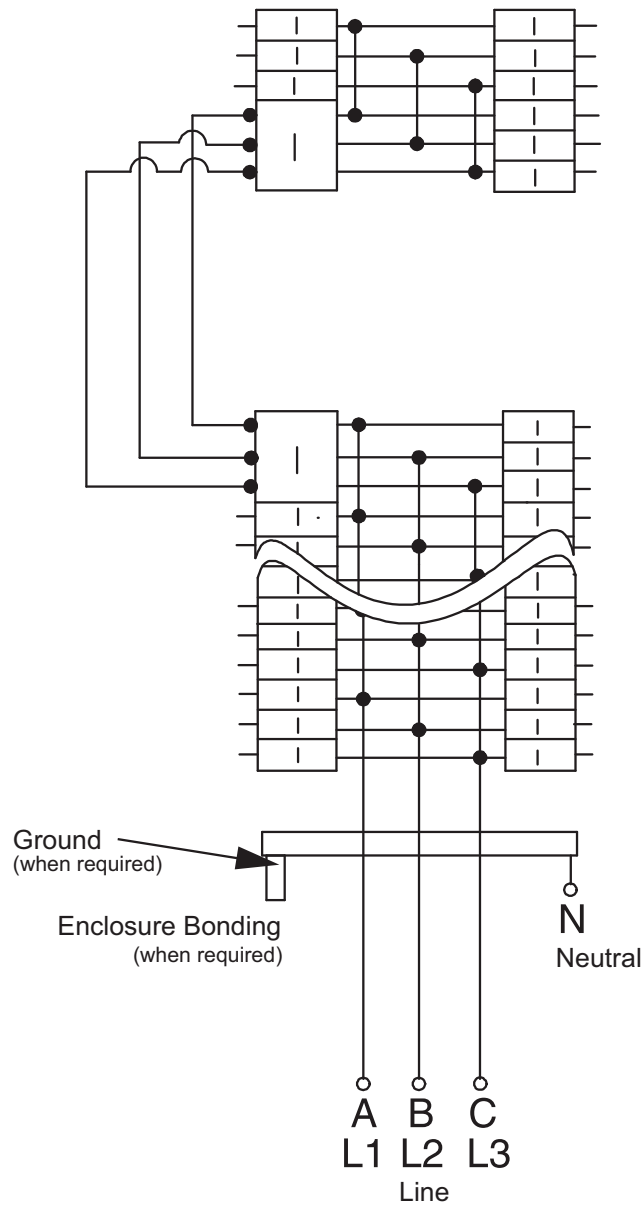 Ground
(when required)
Enclosure Bonding
(when required)
N
Neutral
A B C
L1 L2 L3
Line